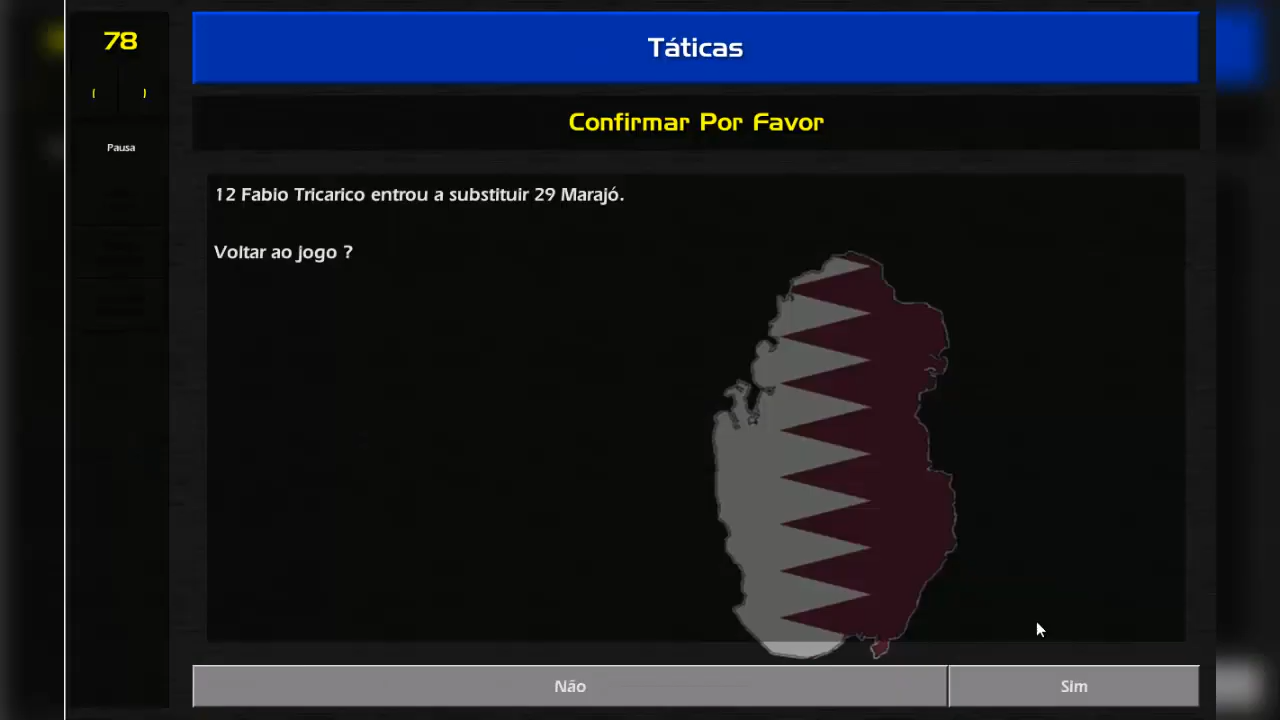 78
Táticas
Confirmar Por Favor
Pausa
12 Fabio Tricarico entrou a substituir 29 Marajó.
Voltar ao jogo ?
Não
Sim